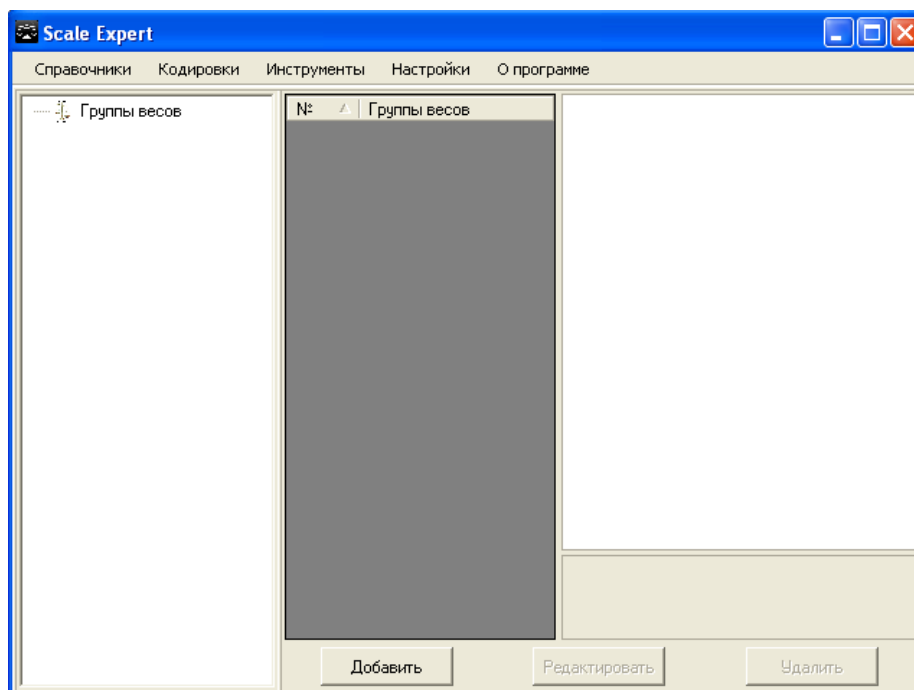 Scale Expert
Справочники Кодировки Инструменты Настройки О программе
Группы весов
№ Группы весов
Добавить Редактировать Удалить